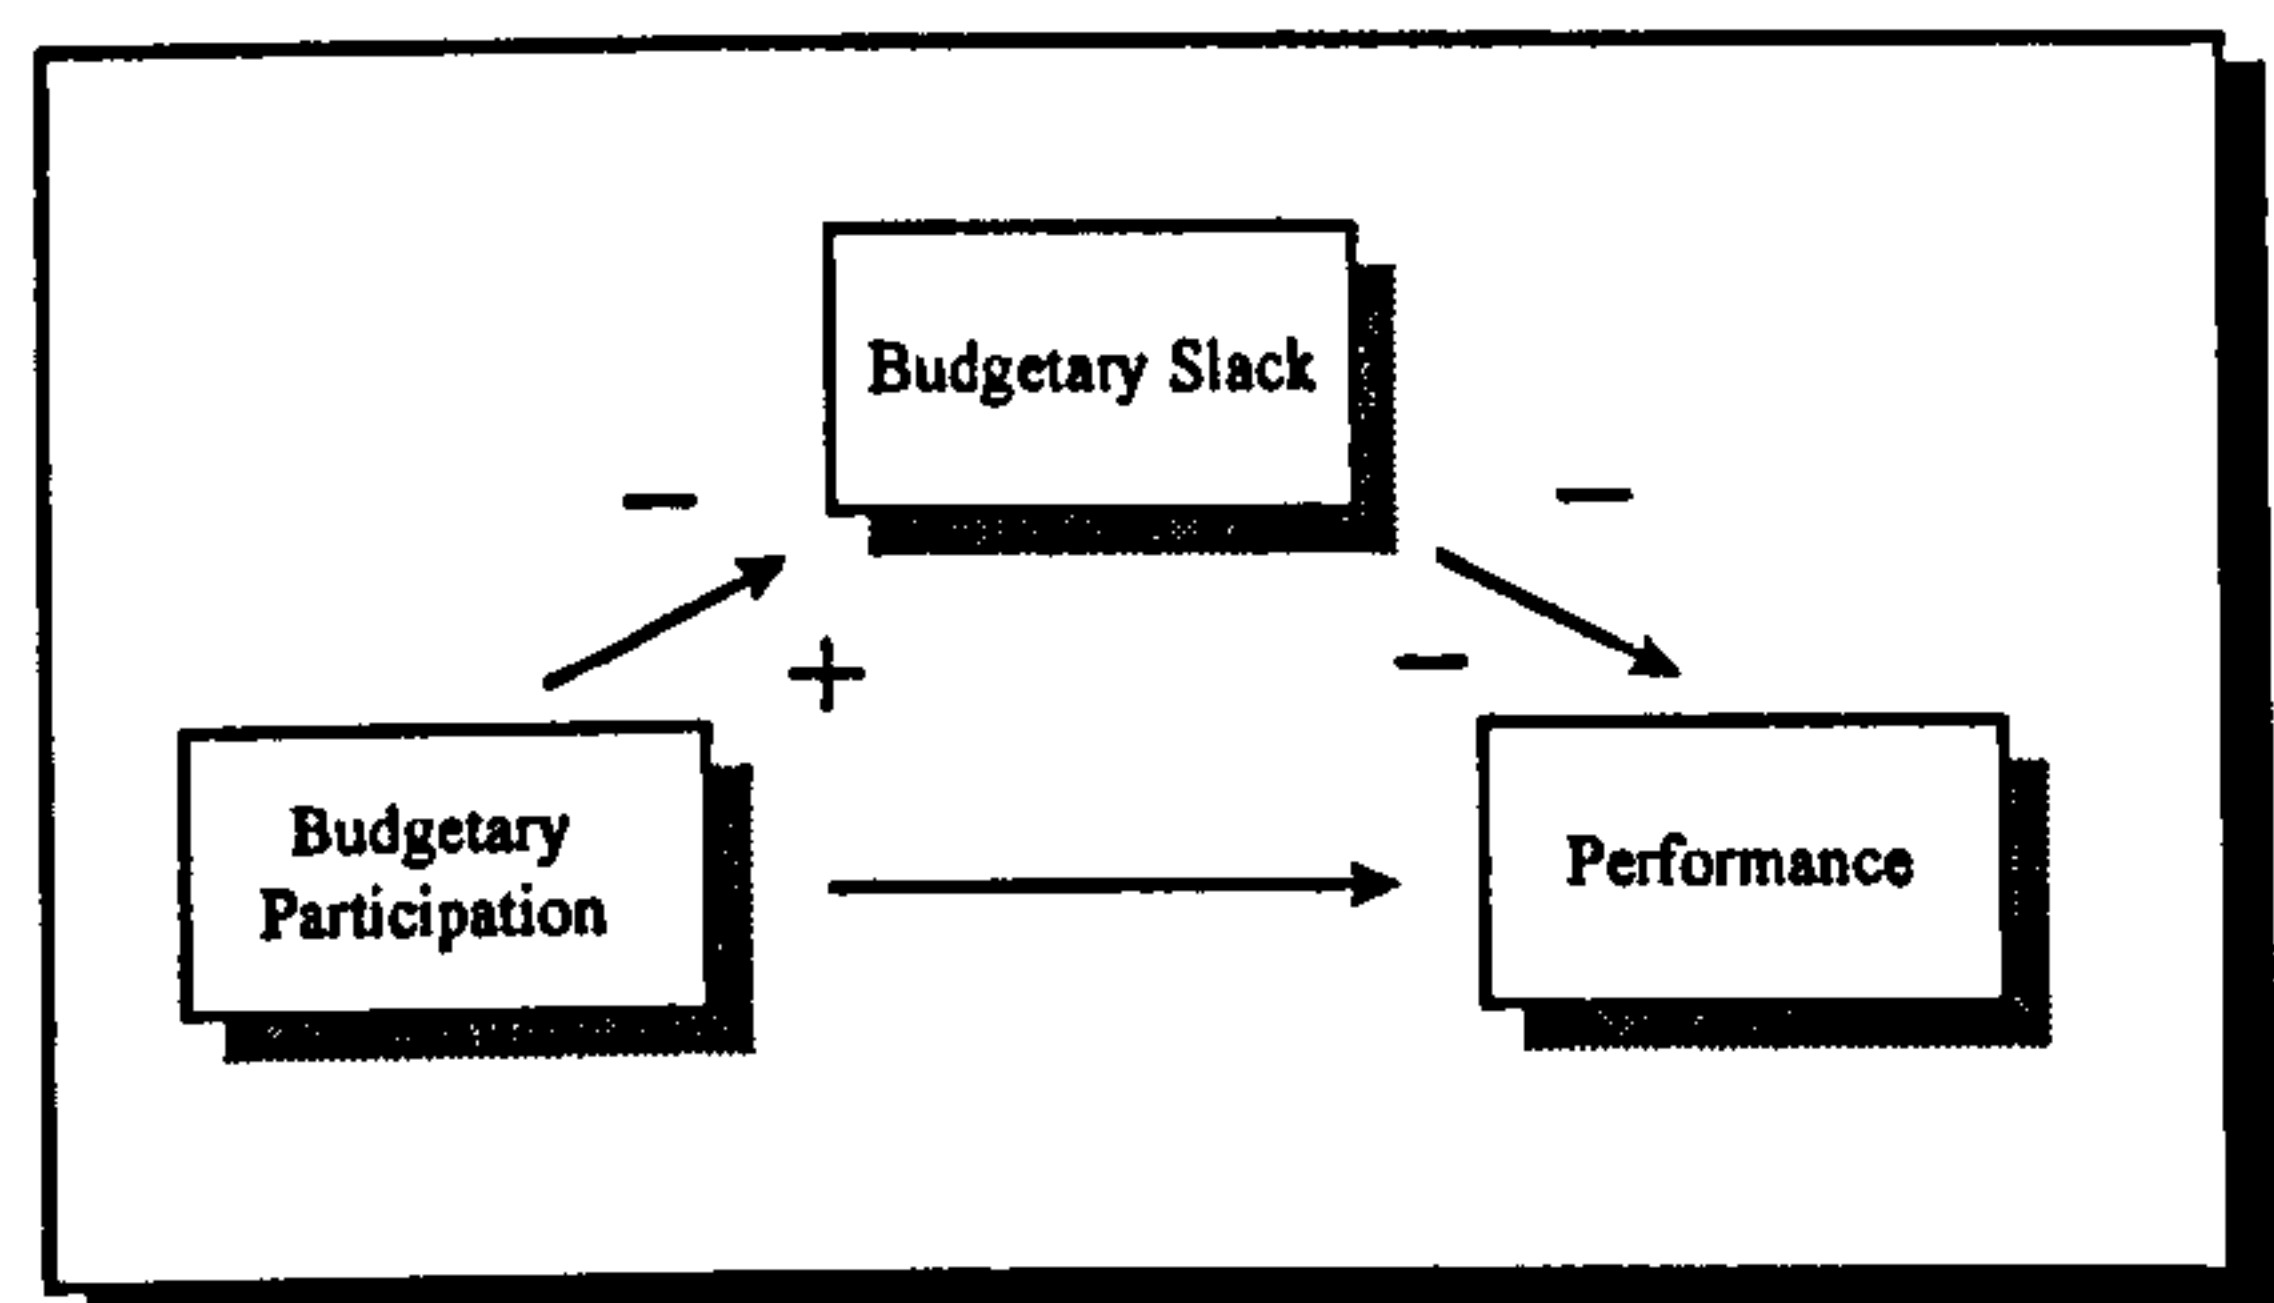 Budgetary Slack
−
−
+
−
Budgetary
Participation
Performance